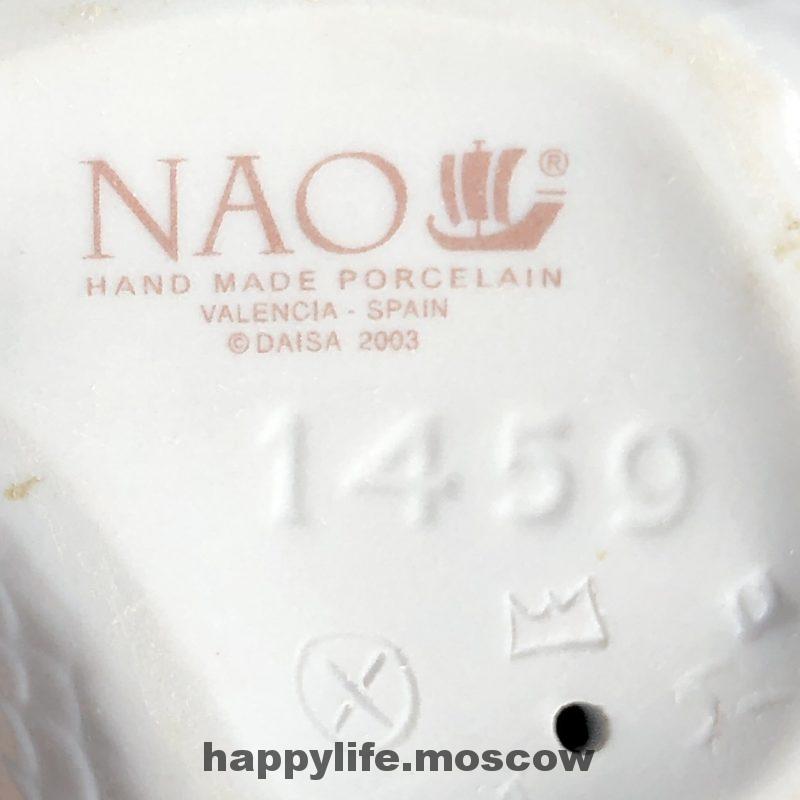 NAO ®
HAND MADE PORCELAIN
VALENCIA - SPAIN
© DAISA 2003
1459
happylife.moscow